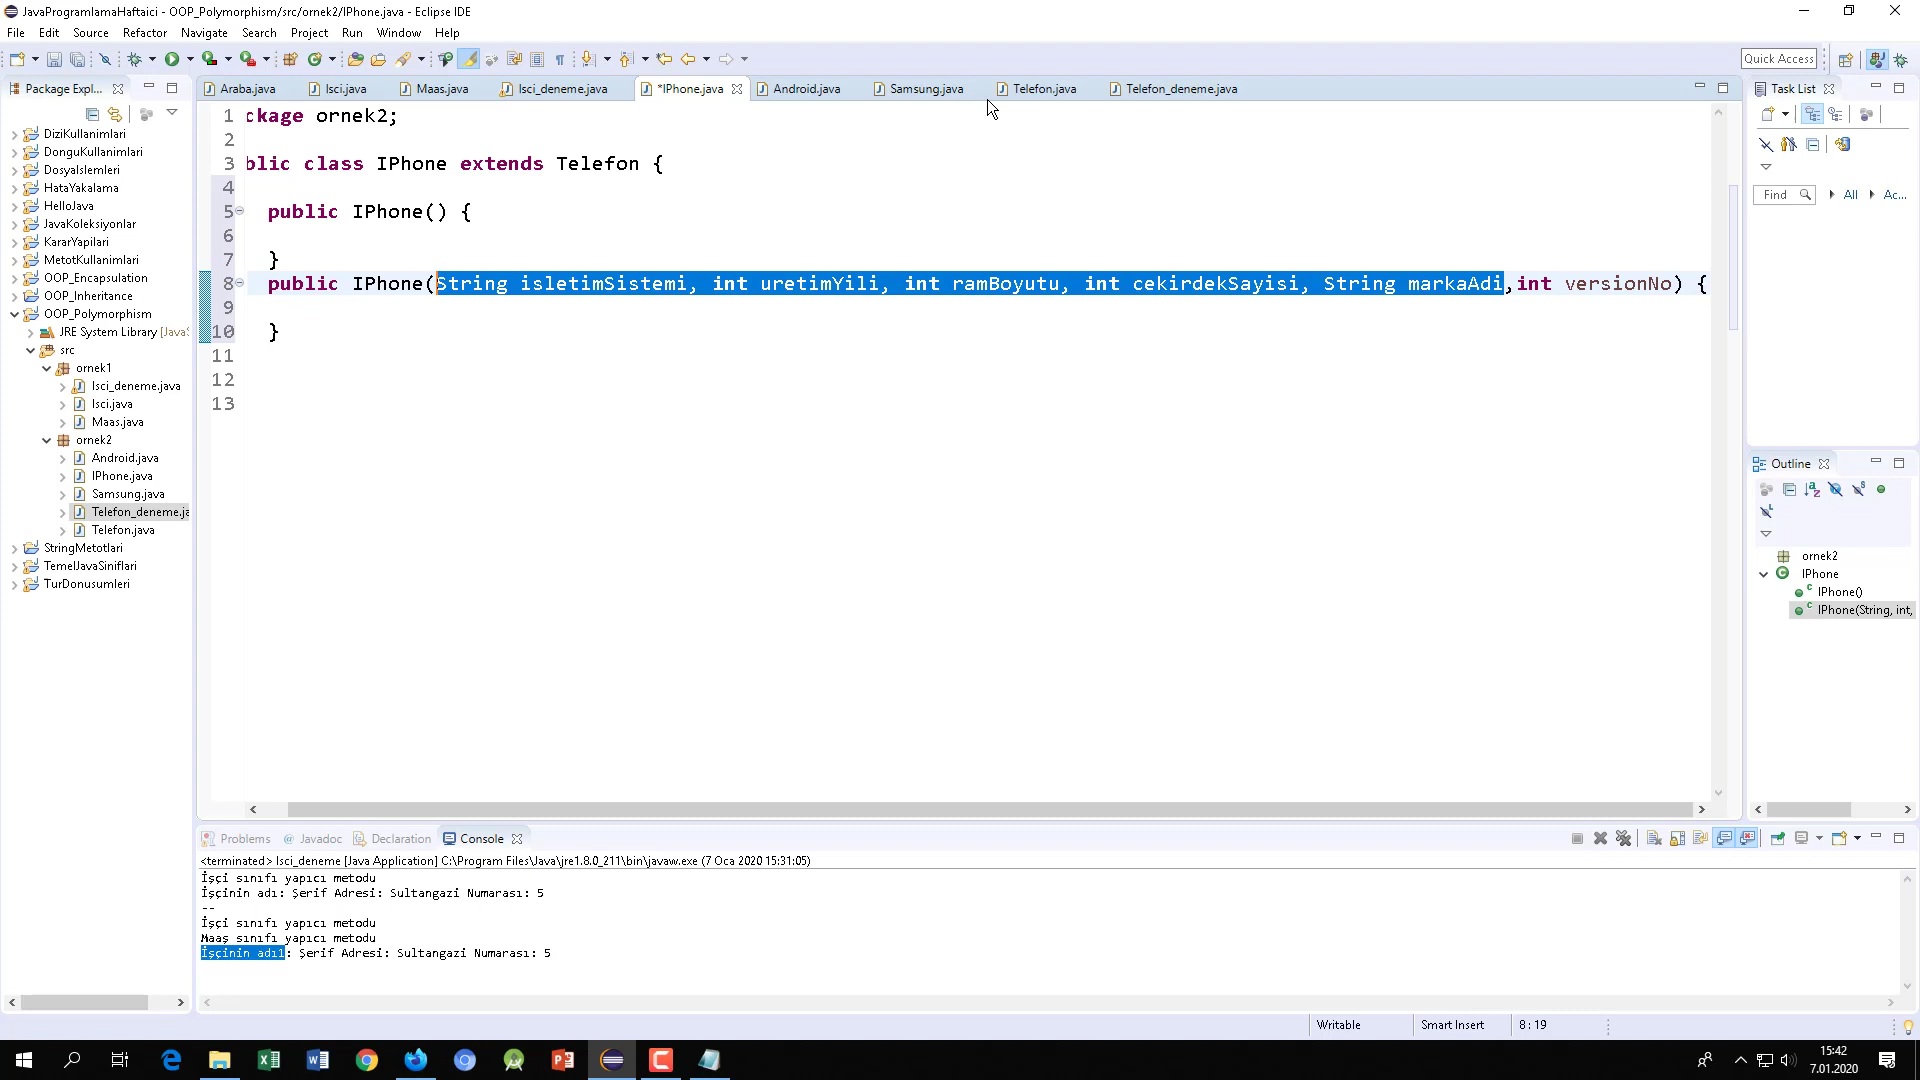 JavaProgramlamaHaftaici - OOP_Polymorphism/src/ornek2/IPhone.java - Eclipse IDE
File Edit Source Refactor Navigate Search Project Run Window Help
Quick Access
Package Expl...
DiziKullanimlari
DonguKullanimlari
DosyaIslemleri
HataYakalama
HelloJava
JavaKoleksiyonlar
KararYapilari
MetotKullanimlari
OOP_Encapsulation
OOP_Inheritance
OOP_Polymorphism
JRE System Library [JavaS
src
ornek1
Isci_deneme.java
Isci.java
Maas.java
ornek2
Android.java
IPhone.java
Samsung.java
Telefon_deneme.ja
Telefon.java
StringMetotlari
TemelJavaSiniflari
TurDonusumleri
Araba.java Isci.java Maas.java Isci_deneme.java *IPhone.java Android.java Samsung.java Telefon.java Telefon_deneme.java
1 ckage ornek2;
2
3 blic class IPhone extends Telefon {
4
5 public IPhone() {
6
7 }
8 public IPhone(String isletimSistemi, int uretimYili, int ramBoyutu, int cekirdekSayisi, String markaAdi,int versionNo) {
9
10 }
11
12
13
Task List
Find All Ac...
Outline
ornek2
IPhone
IPhone()
IPhone(String, int,
Problems Javadoc Declaration Console
<terminated> Isci_deneme [Java Application] C:\Program Files\Java\jre1.8.0_211\bin\javaw.exe (7 Oca 2020 15:31:05)
İşçi sınıfı yapıcı metodu
İşçinin adı: Şerif Adresi: Sultangazi Numarası: 5
--
İşçi sınıfı yapıcı metodu
Maaş sınıfı yapıcı metodu
İşçinin adı1: Şerif Adresi: Sultangazi Numarası: 5
Writable Smart Insert 8 : 19
15:42
7.01.2020